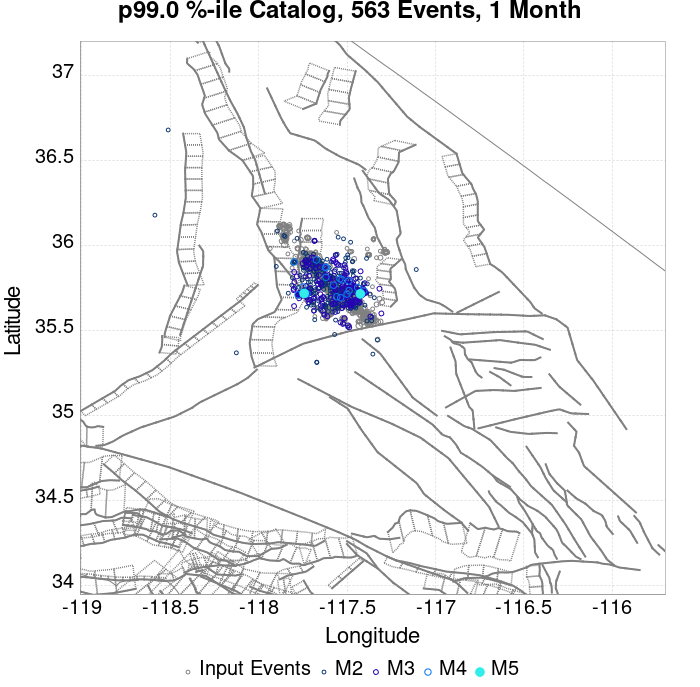 p99.0 %-ile Catalog, 563 Events, 1 Month
37
36.5
36
35.5
35
34.5
34
Latitude
-119 -118.5 -118 -117.5 -117 -116.5 -116
Longitude
Input Events M2 M3 M4 M5